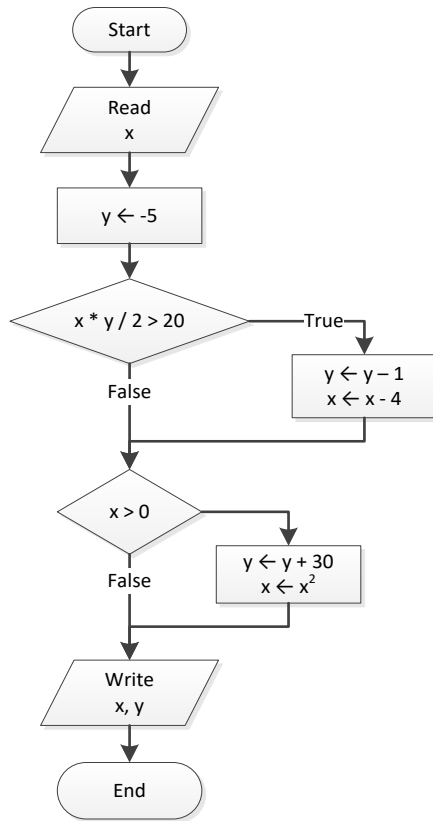 Start
Read
x
y ← -5
x * y / 2 > 20
True
y ← y – 1
x ← x - 4
False
x > 0
y ← y + 30
x ← x²
False
Write
x, y
End